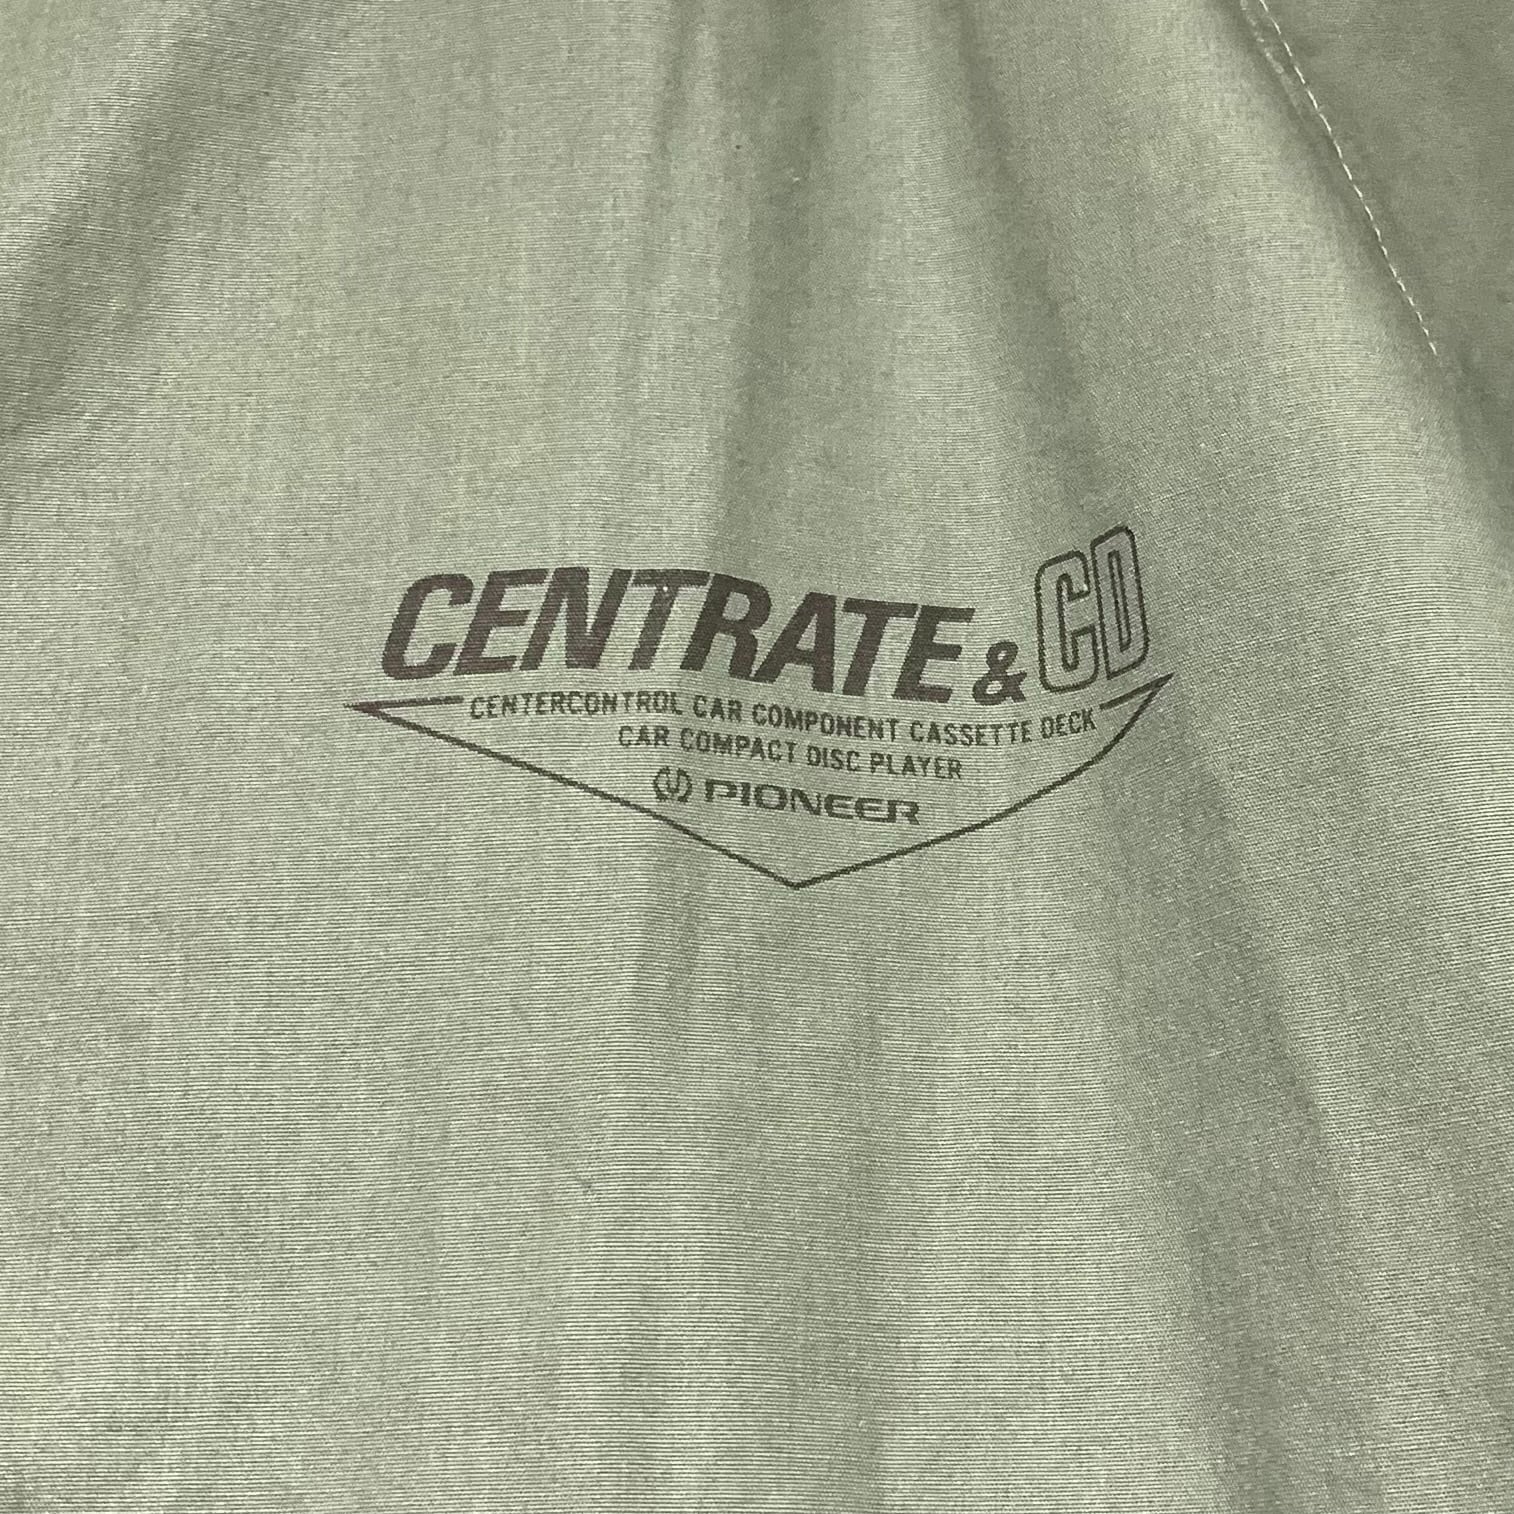 CENTRATE & CD
CENTERCONTROL CAR COMPONENT CASSETTE DECK
CAR COMPACT DISC PLAYER
PIONEER